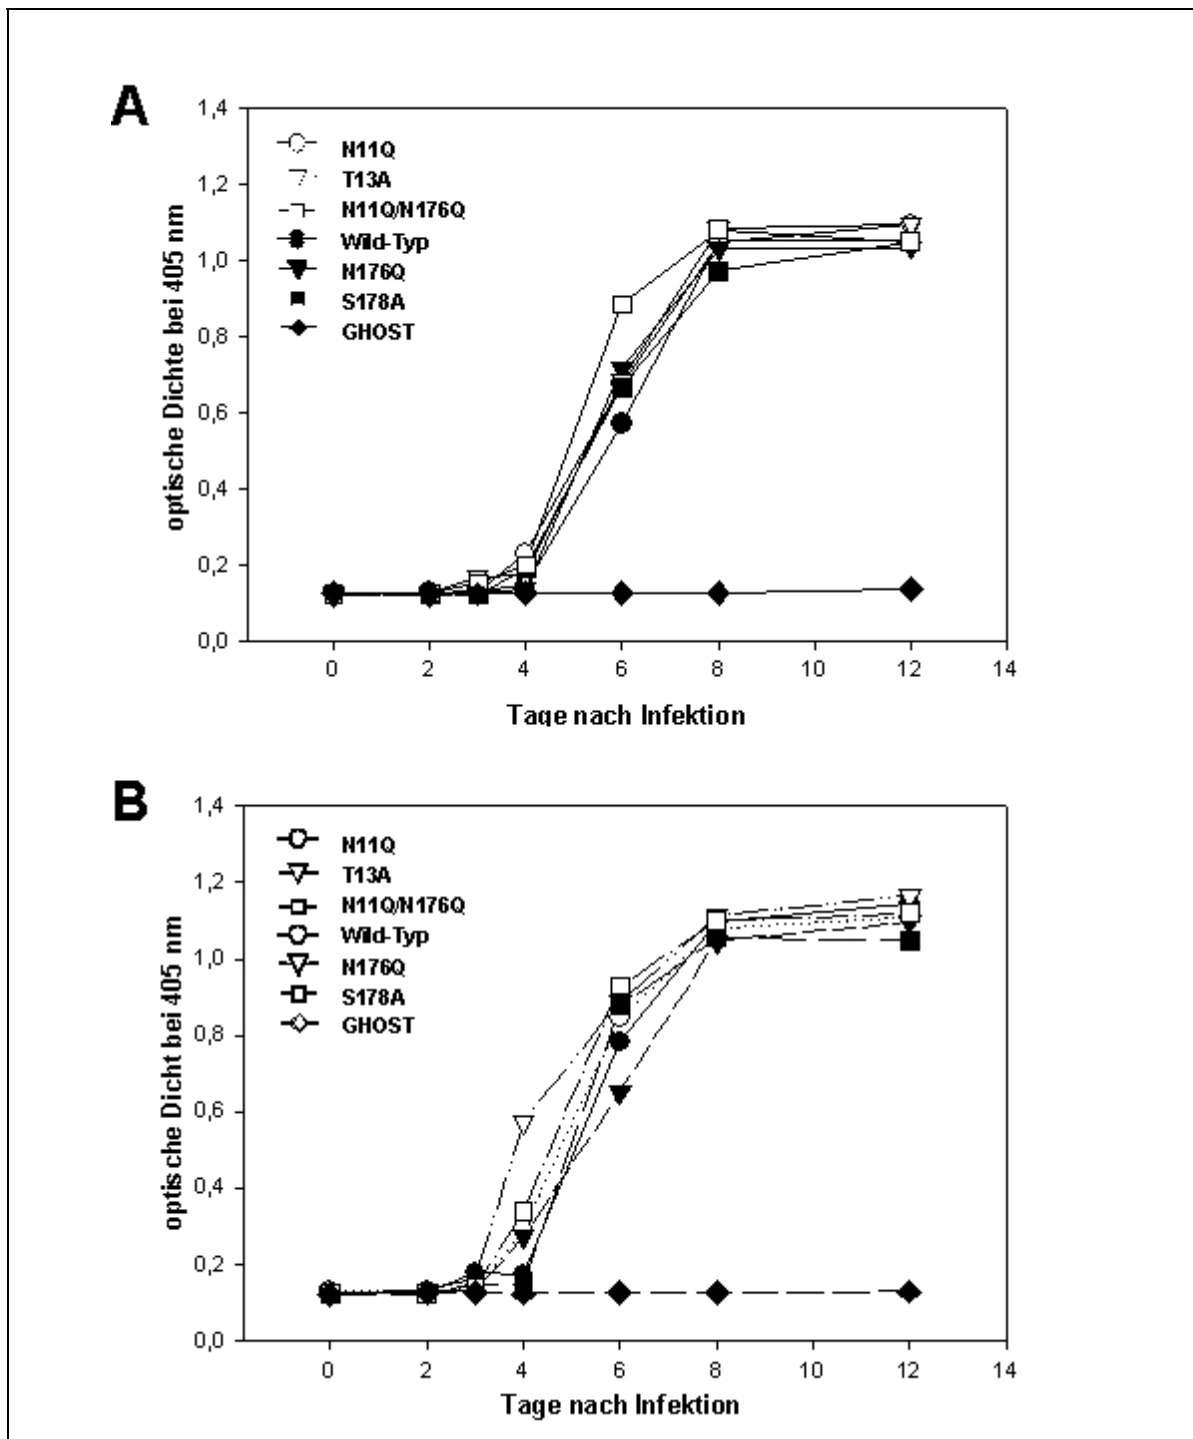 A
1,4
1,2
1,0
0,8
0,6
0,4
0,2
0,0
optische Dichte bei 405 nm
N11Q
T13A
N11Q/N176Q
Wild-Typ
N176Q
S178A
GHOST
0 2 4 6 8 10 12 14
Tage nach Infektion
B
1,4
1,2
1,0
0,8
0,6
0,4
0,2
0,0
optische Dicht bei 405 nm
N11Q
T13A
N11Q/N176Q
Wild-Typ
N176Q
S178A
GHOST
0 2 4 6 8 10 12 14
Tage nach Infektion